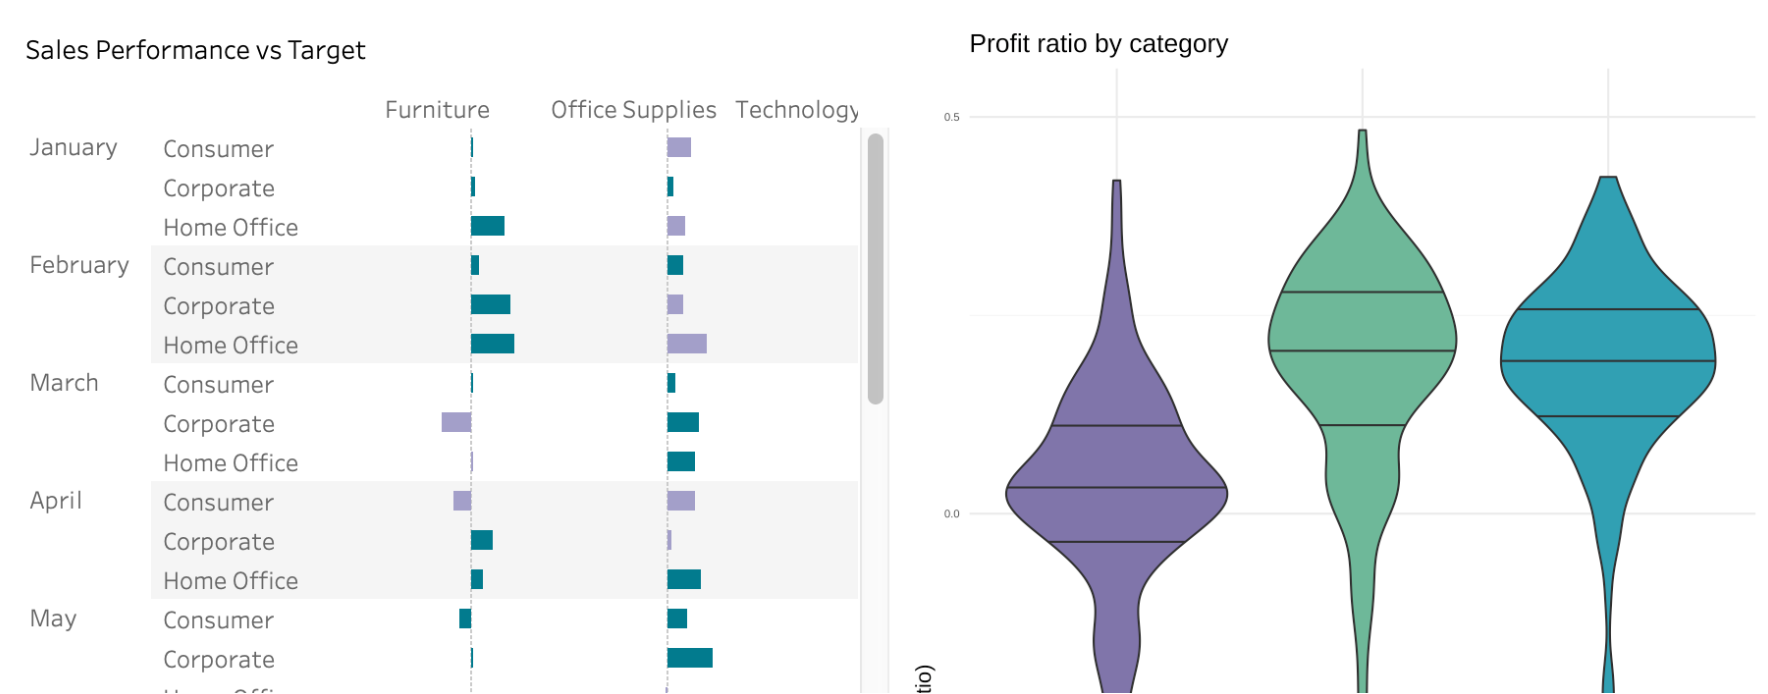 Sales Performance vs Target
Furniture Office Supplies Technology
January Consumer
Corporate
Home Office
February Consumer
Corporate
Home Office
March Consumer
Corporate
Home Office
April Consumer
Corporate
Home Office
May Consumer
Corporate
Home Office
Profit ratio by category
0.5
0.0
tio)